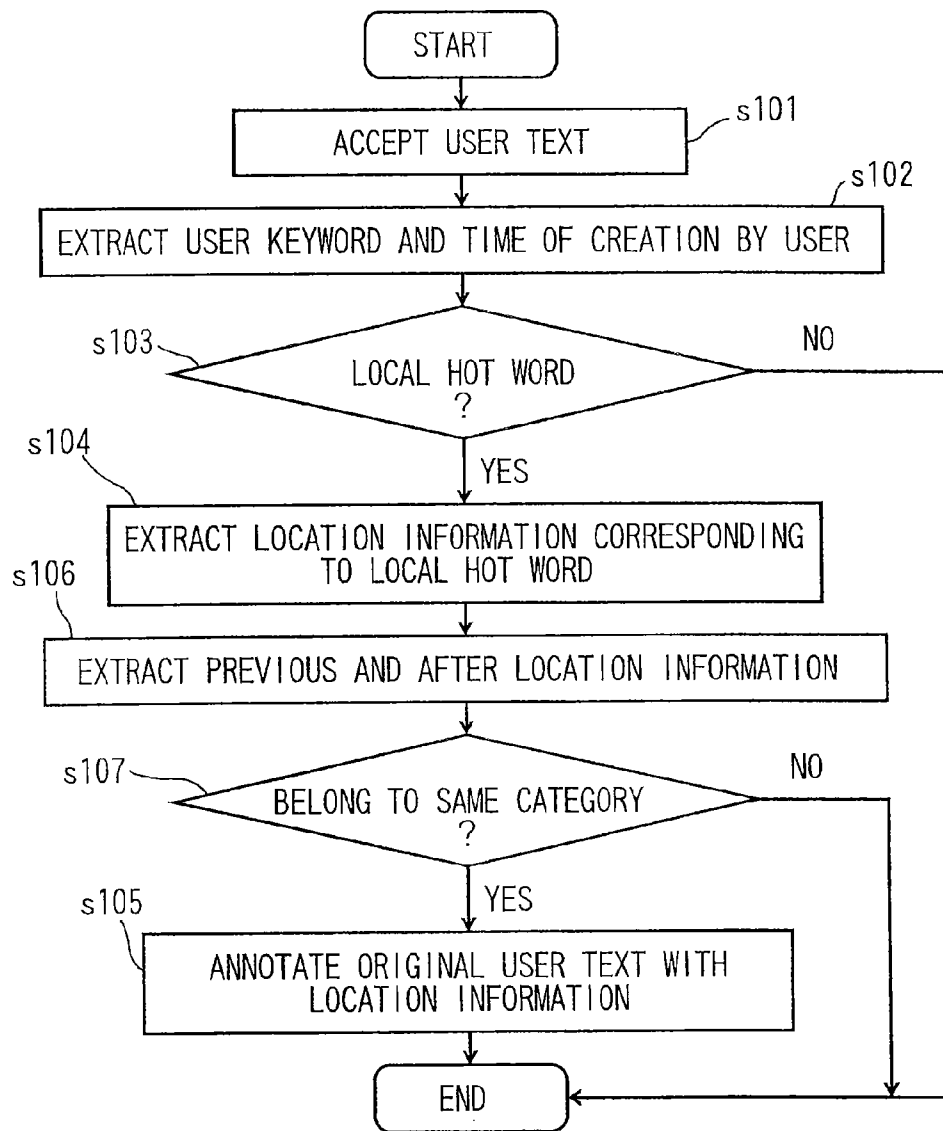 START
s101
ACCEPT USER TEXT
s102
EXTRACT USER KEYWORD AND TIME OF CREATION BY USER
s103
NO
LOCAL HOT WORD
?
s104
YES
EXTRACT LOCATION INFORMATION CORRESPONDING
TO LOCAL HOT WORD
s106
EXTRACT PREVIOUS AND AFTER LOCATION INFORMATION
s107
NO
BELONG TO SAME CATEGORY
?
s105
YES
ANNOTATE ORIGINAL USER TEXT WITH
LOCATION INFORMATION
END